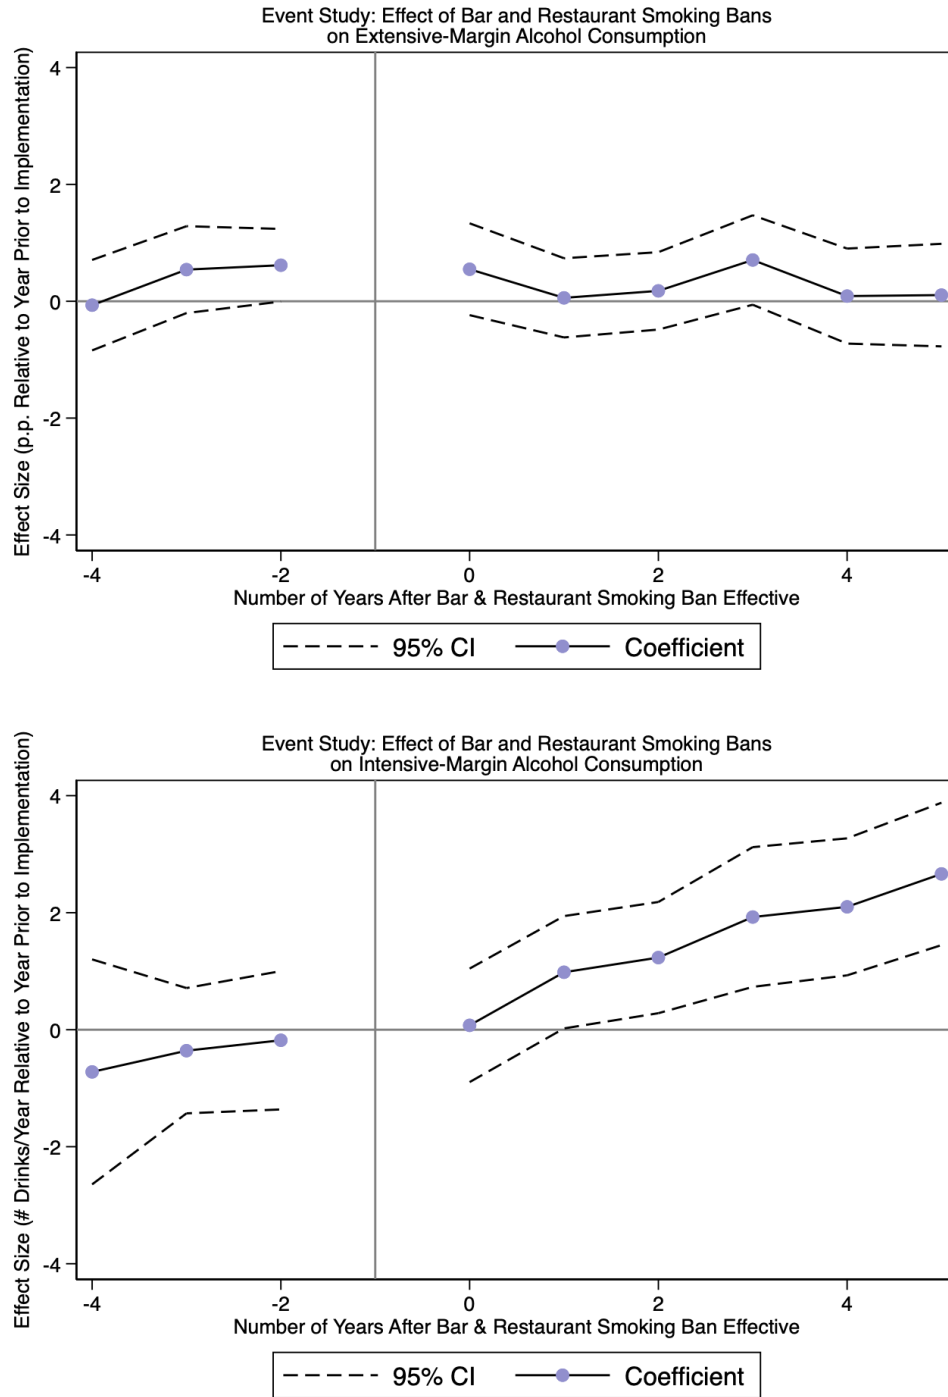 Event Study: Effect of Bar and Restaurant Smoking Bans
on Extensive-Margin Alcohol Consumption
Effect Size (p.p. Relative to Year Prior to Implementation)
4
2
0
-2
-4
-4
-2
0
2
4
Number of Years After Bar & Restaurant Smoking Ban Effective
95% CI
Coefficient
Event Study: Effect of Bar and Restaurant Smoking Bans
on Intensive-Margin Alcohol Consumption
Effect Size (# Drinks/Year Relative to Year Prior to Implementation)
4
2
0
-2
-4
-4
-2
0
2
4
Number of Years After Bar & Restaurant Smoking Ban Effective
95% CI
Coefficient